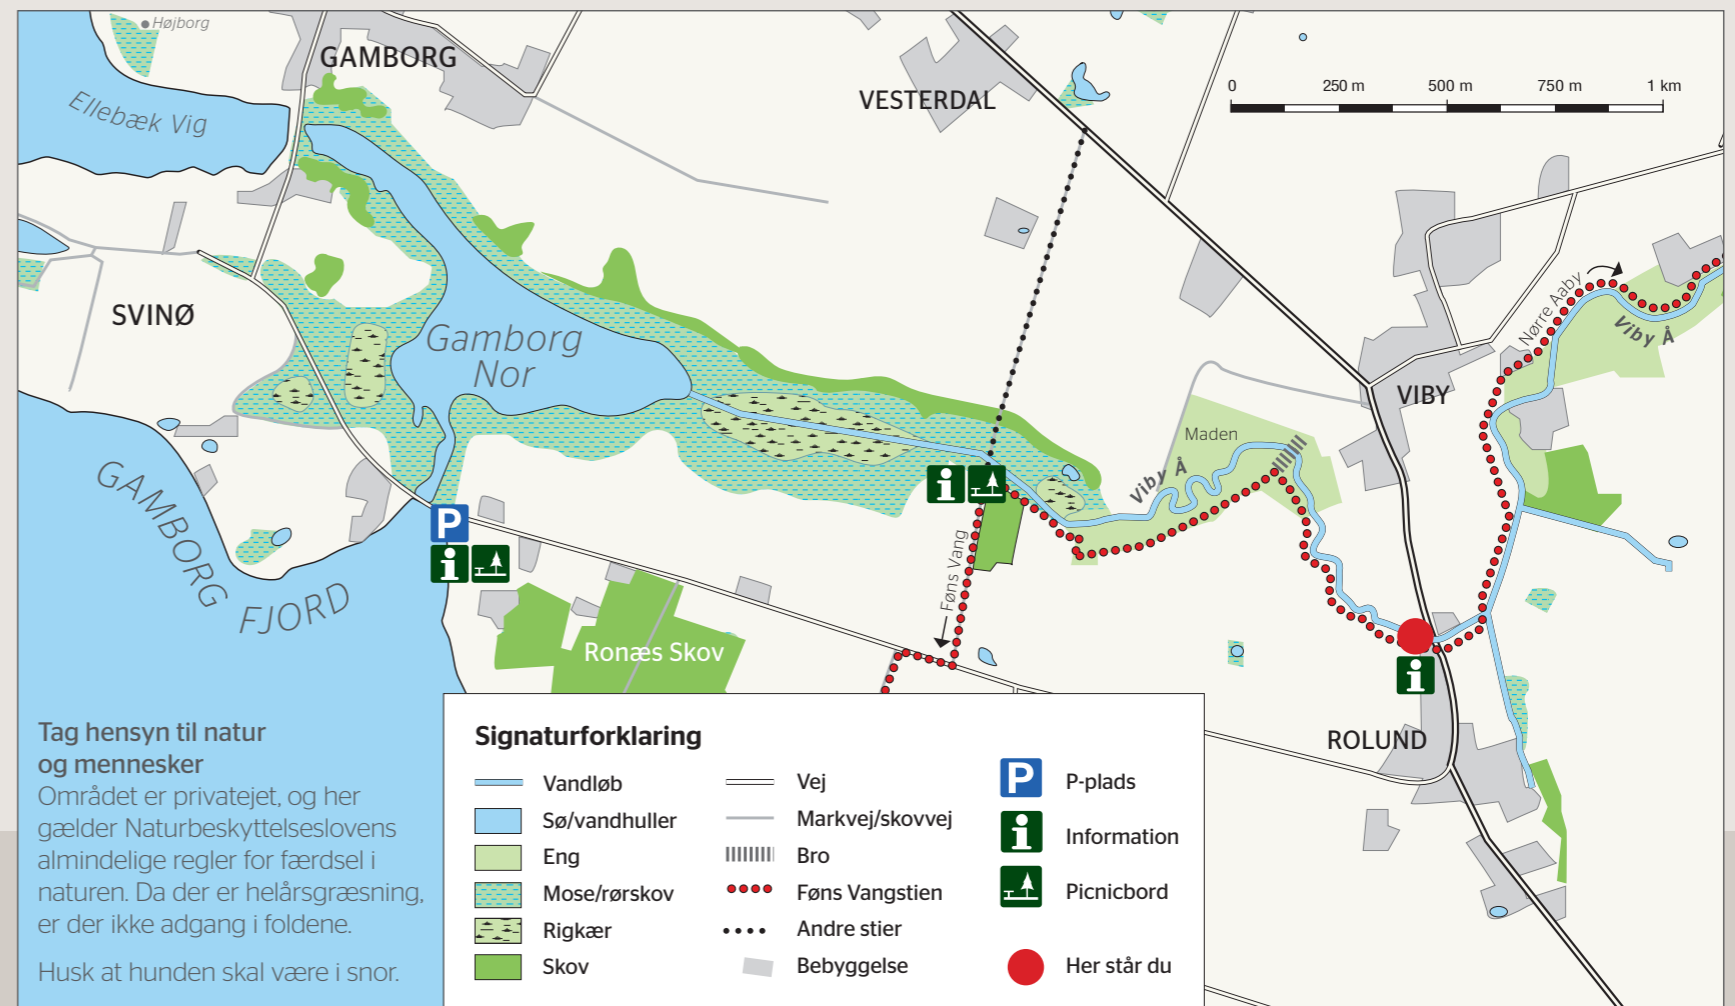 Højborg
GAMBORG
Ellebæk Vig
VESTERDAL
0 250 m 500 m 750 m 1 km
SVINØ
Gamborg
Nor
Nørre Aaby
Viby Å
VIBY
Maden
Viby Å
GAMBORG
FJORD
P
i
i
Føns Vang
Ronæs Skov
i
ROLUND
Tag hensyn til natur
og mennesker
Området er privatejet, og her
gælder Naturbeskyttelseslovens
almindelige regler for færdsel i
naturen. Da der er helårsgræsning,
er der ikke adgang i foldene.
Husk at hunden skal være i snor.
Signaturforklaring
Vandløb
Sø/vandhuller
Eng
Mose/rørskov
Rigkær
Skov
Vej
Markvej/skovvej
Bro
Føns Vangstien
Andre stier
Bebyggelse
P P-plads
i Information
Picnicbord
Her står du